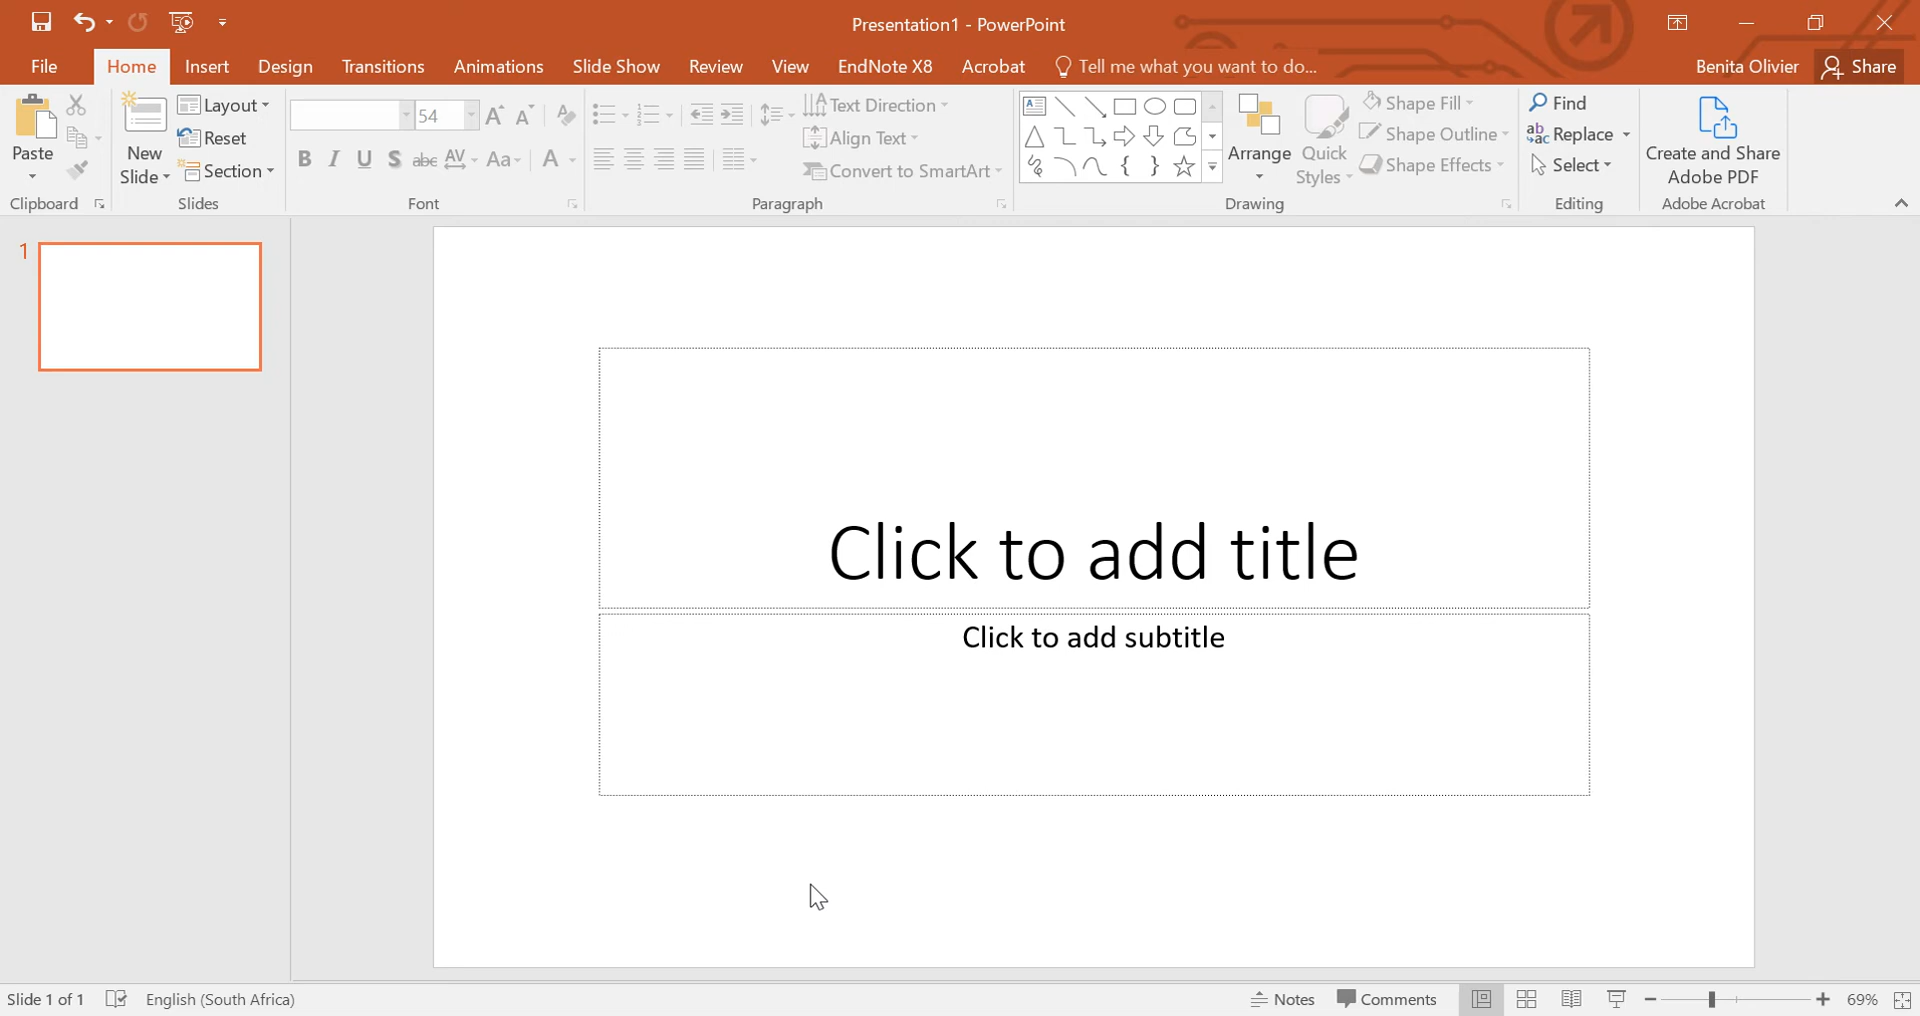 Presentation1 - PowerPoint
File Home Insert Design Transitions Animations Slide Show Review View EndNote X8 Acrobat Tell me what you want to do... Benita Olivier Share
Paste
Clipboard
New
Slide
Layout
Reset
Section
Slides
54
B I U S abc AV Aa A
Font
Text Direction
Align Text
Convert to SmartArt
Paragraph
Arrange
Quick
Styles
Shape Fill
Shape Outline
Shape Effects
Drawing
Find
Replace
Select
Editing
Create and Share
Adobe PDF
Adobe Acrobat
1
Click to add title
Click to add subtitle
Slide 1 of 1 English (South Africa) Notes Comments 69%